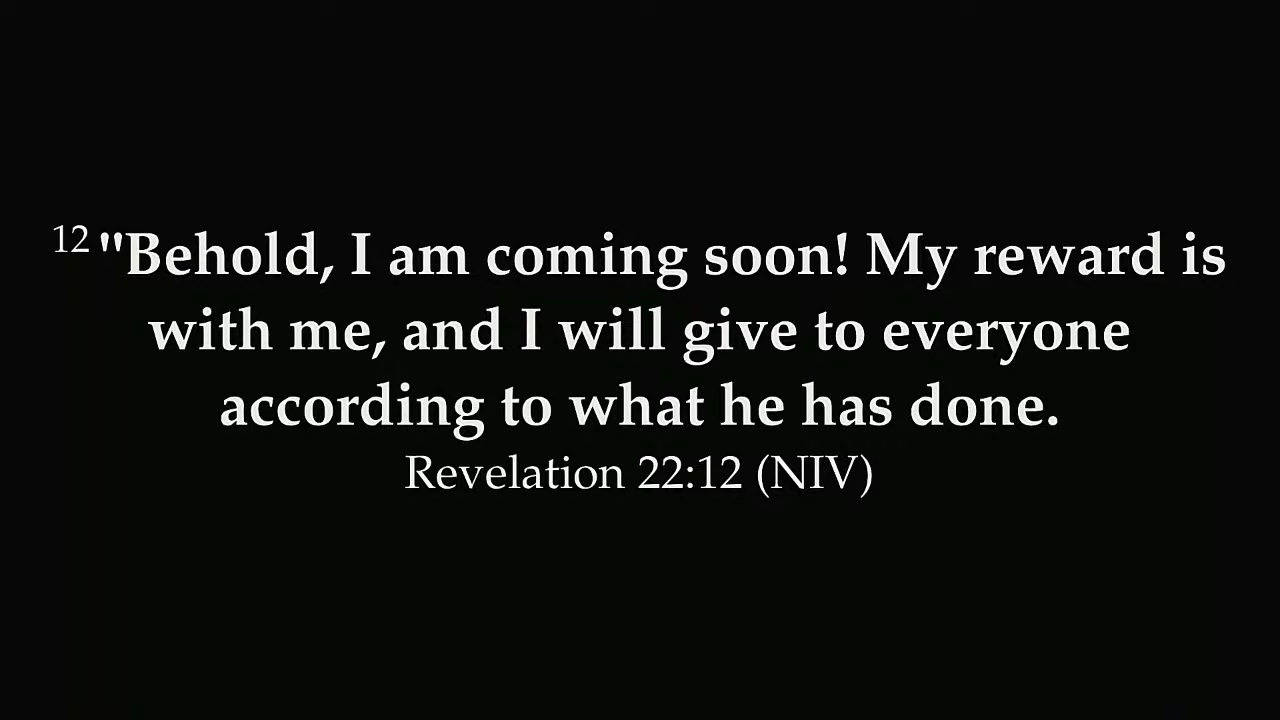 12 "Behold, I am coming soon! My reward is
with me, and I will give to everyone
according to what he has done.
Revelation 22:12 (NIV)